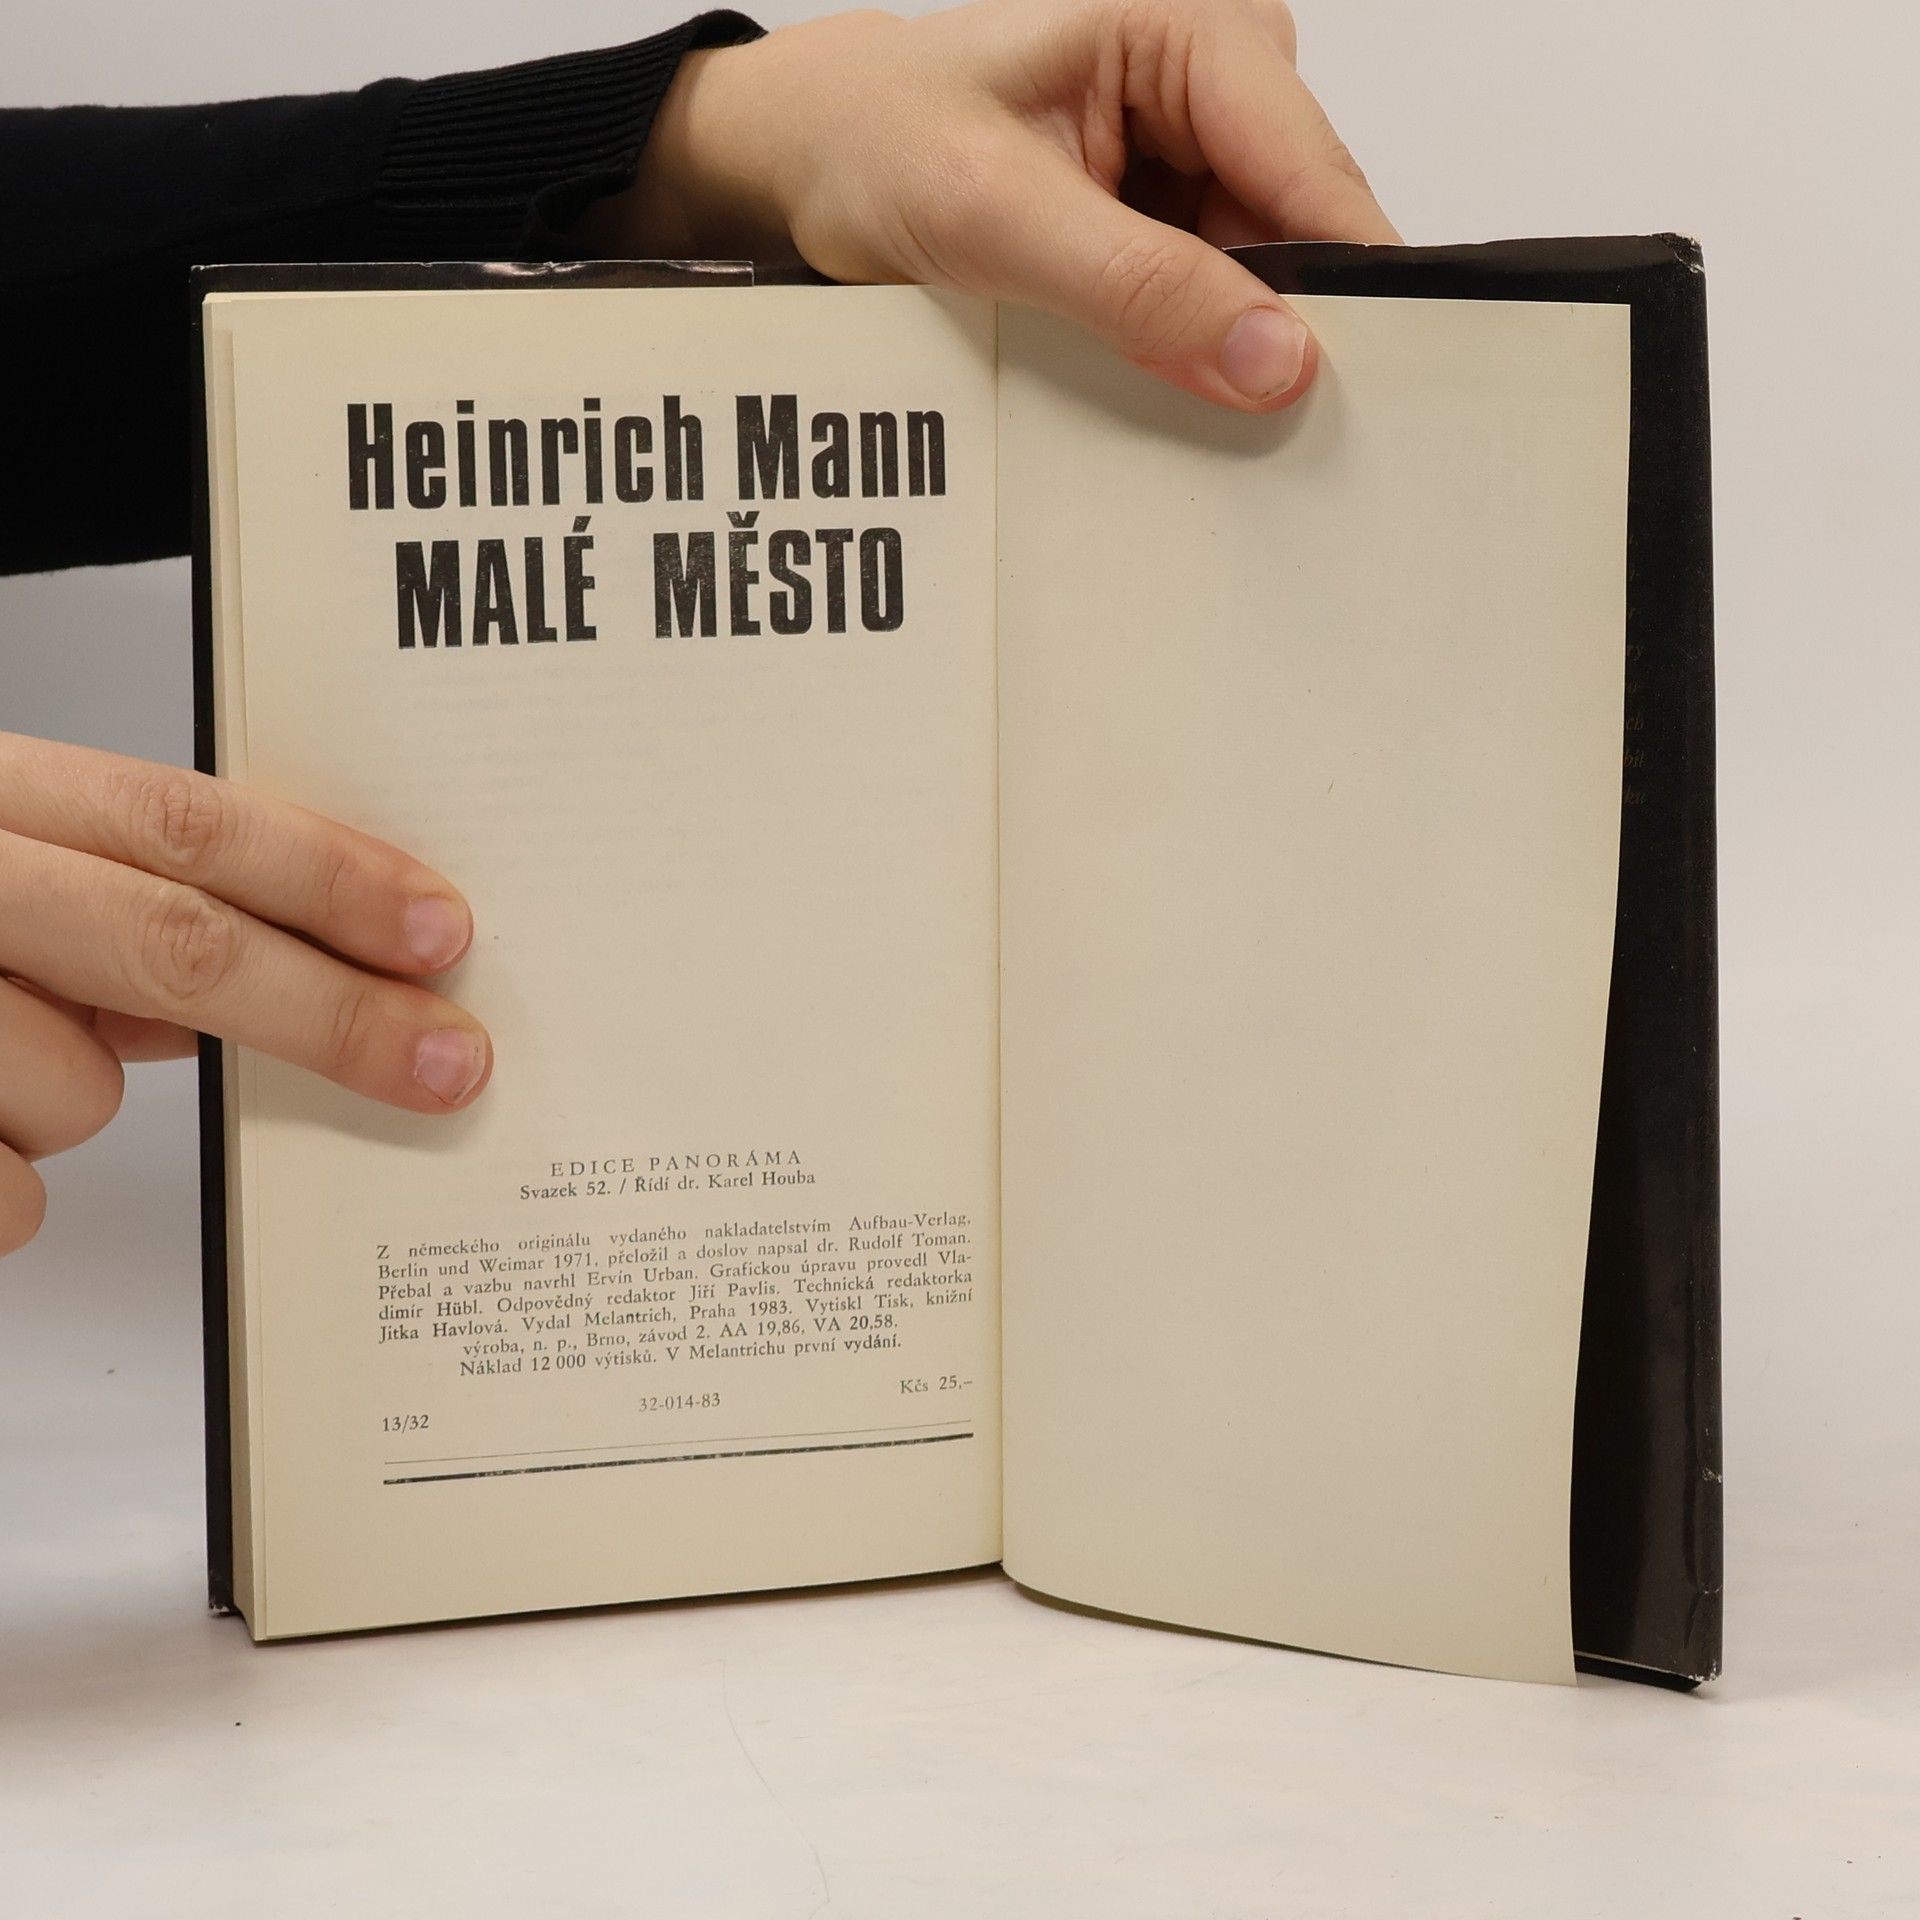 Heinrich Mann
MALÉ MĚSTO
EDICE PANORÁMA
Svazek 52. / Řídí dr. Karel Houba
Z německého originálu vydaného nakladatelstvím Aufbau-Verlag,
Berlin und Weimar 1971, přeložil a doslov napsal dr. Rudolf Toman.
Přebal a vazbu navrhl Ervín Urban. Grafickou úpravu provedl Vla-
dimír Hübl. Odpovědný redaktor Jiří Pavlis. Technická redaktorka
Jitka Havlová. Vydal Melantrich, Praha 1983. Vytiskl Tisk, knižní
výroba, n. p., Brno, závod 2. AA 19,86, VA 20,58.
Náklad 12 000 výtisků. V Melantrichu první vydání.
32-014-83
Kčs 25,–
13/32